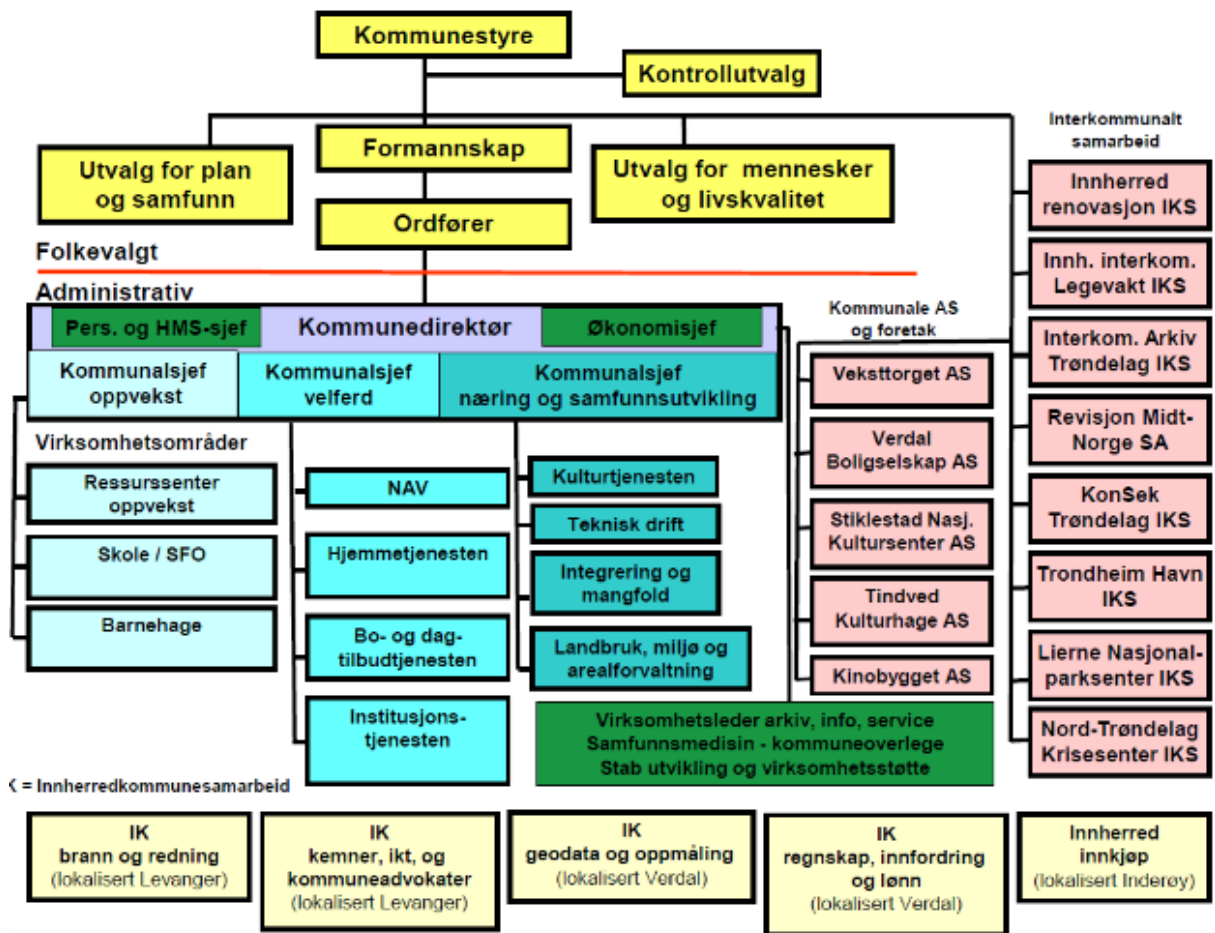 Kommunestyre
Kontrollutvalg
Utvalg for plan
og samfunn
Formannskap
Utvalg for mennesker
og livskvalitet
Ordfører
Folkevalgt
Administrativ
Pers. og HMS-sjef
Kommunedirektør
Økonomisjef
Kommunalsjef
oppvekst
Kommunalsjef
velferd
Kommunalsjef
næring og samfunnsutvikling
Virksomhetsområder
Ressurssenter
oppvekst
Skole / SFO
Barnehage
NAV
Hjemmetjenesten
Bo- og dag-
tilbudtjenesten
Institusjons-
tjenesten
Kulturtjenesten
Teknisk drift
Integrering og
mangfold
Landbruk, miljø og
arealforvaltning
Kommunale AS
og foretak
Veksttorget AS
Verdal
Boligselskap AS
Stiklestad Nasj.
Kultursenter AS
Tindved
Kulturhage AS
Kinobygget AS
Virksomhetsleder arkiv, info, service
Samfunnsmedisin - kommuneoverlege
Stab utvikling og virksomhetsstøtte
Interkommunalt
samarbeid
Innherred
renovasjon IKS
Innh. interkom.
Legevakt IKS
Interkom. Arkiv
Trøndelag IKS
Revisjon Midt-
Norge SA
KonSek
Trøndelag IKS
Trondheim Havn
IKS
Lierne Nasjonal-
parksenter IKS
Nord-Trøndelag
Krisesenter IKS
K = Innherredkommunesamarbeid
IK
brann og redning
(lokalisert Levanger)
IK
kemner, ikt, og
kommuneadvokater
(lokalisert Levanger)
IK
geodata og oppmåling
(lokalisert Verdal)
IK
regnskap, innfordring
og lønn
(lokalisert Verdal)
Innherred
innkjøp
(lokalisert Inderøy)